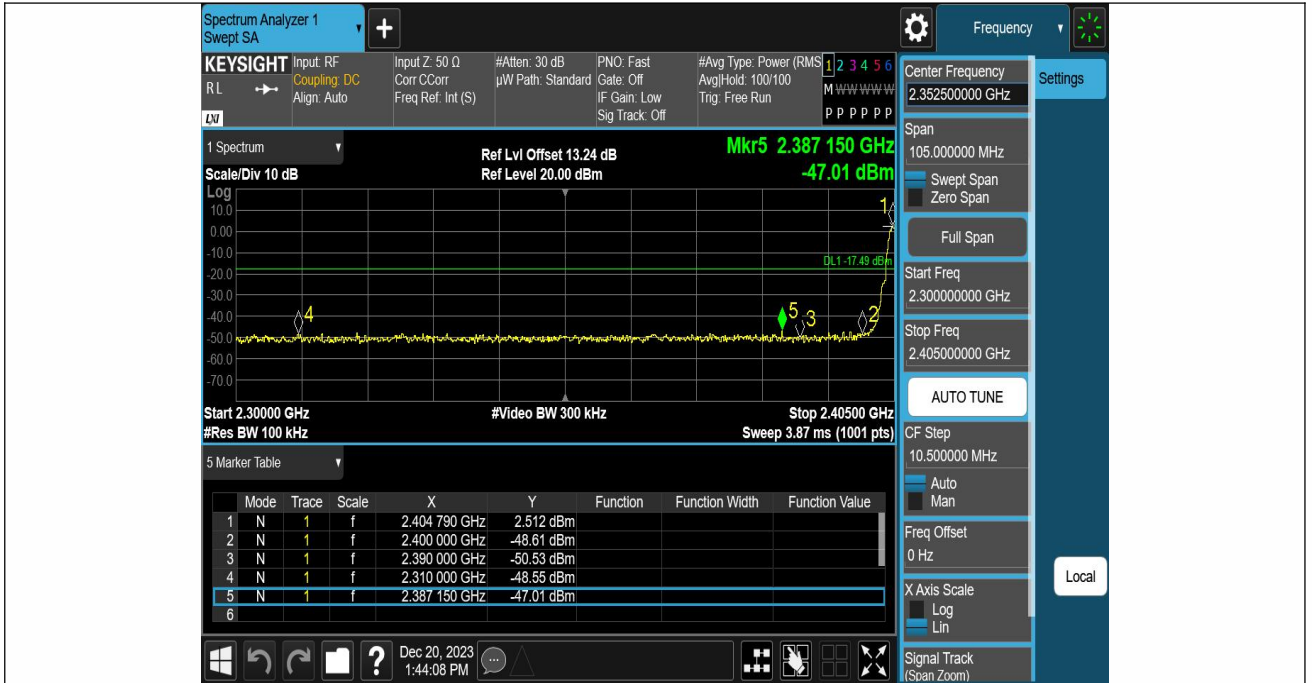 Spectrum Analyzer 1
Swept SA
+
Frequency
KEYSIGHT
R L
LXI
Input: RF
Coupling: DC
Align: Auto
Input Z: 50 Ω
Corr CCorr
Freq Ref: Int (S)
#Atten: 30 dB
µW Path: Standard
PNO: Fast
Gate: Off
IF Gain: Low
Sig Track: Off
#Avg Type: Power (RMS
Avg|Hold: 100/100
Trig: Free Run
1 2 3 4 5 6
M W W W W W
P P P P P P
Center Frequency
2.352500000 GHz
Settings
1 Spectrum
Ref Lvl Offset 13.24 dB
Mkr5 2.387 150 GHz
Scale/Div 10 dB
Ref Level 20.00 dBm
-47.01 dBm
Log
10.0
0.00
-10.0
-20.0
-30.0
-40.0
-50.0
-60.0
-70.0
1
DL1 -17.49 dBm
4
5
3
2
Start 2.30000 GHz
#Video BW 300 kHz
Stop 2.40500 GHz
#Res BW 100 kHz
Sweep 3.87 ms (1001 pts)
Span
105.000000 MHz
Swept Span
Zero Span
Full Span
Start Freq
2.300000000 GHz
Stop Freq
2.405000000 GHz
AUTO TUNE
CF Step
10.500000 MHz
Auto
Man
Freq Offset
0 Hz
X Axis Scale
Log
Lin
Signal Track
(Span Zoom)
Local
5 Marker Table
Mode Trace Scale X Y Function Function Width Function Value
1 N 1 f 2.404 790 GHz 2.512 dBm
2 N 1 f 2.400 000 GHz -48.61 dBm
3 N 1 f 2.390 000 GHz -50.53 dBm
4 N 1 f 2.310 000 GHz -48.55 dBm
5 N 1 f 2.387 150 GHz -47.01 dBm
6
?
Dec 20, 2023
1:44:08 PM